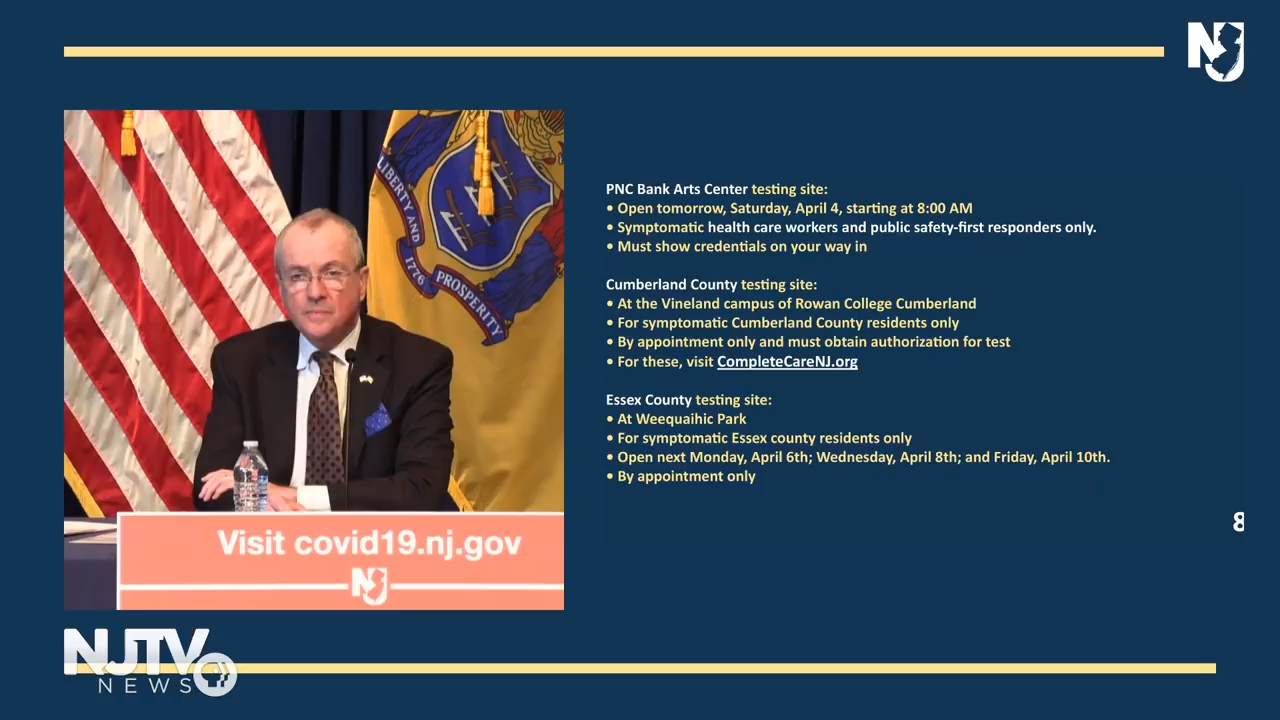 NJ
LIBERTY AND
1776
PROSPERITY
PNC Bank Arts Center testing site:
• Open tomorrow, Saturday, April 4, starting at 8:00 AM
• Symptomatic health care workers and public safety-first responders only.
• Must show credentials on your way in
Cumberland County testing site:
• At the Vineland campus of Rowan College Cumberland
• For symptomatic Cumberland County residents only
• By appointment only and must obtain authorization for test
• For these, visit CompleteCareNJ.org
Essex County testing site:
• At Weequaihic Park
• For symptomatic Essex county residents only
• Open next Monday, April 6th; Wednesday, April 8th; and Friday, April 10th.
• By appointment only
8
Visit covid19.nj.gov
NJ
NJTV
NEWS